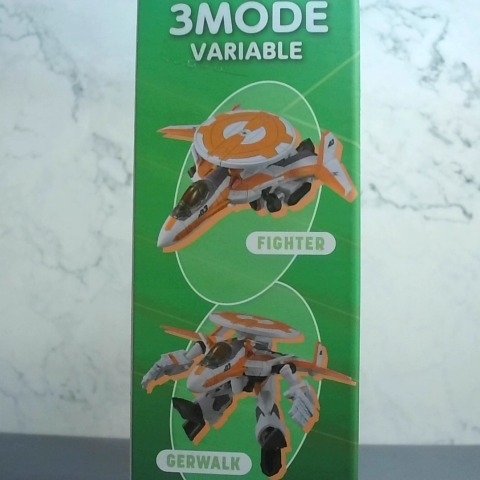 3MODE
VARIABLE
FIGHTER
GERWALK